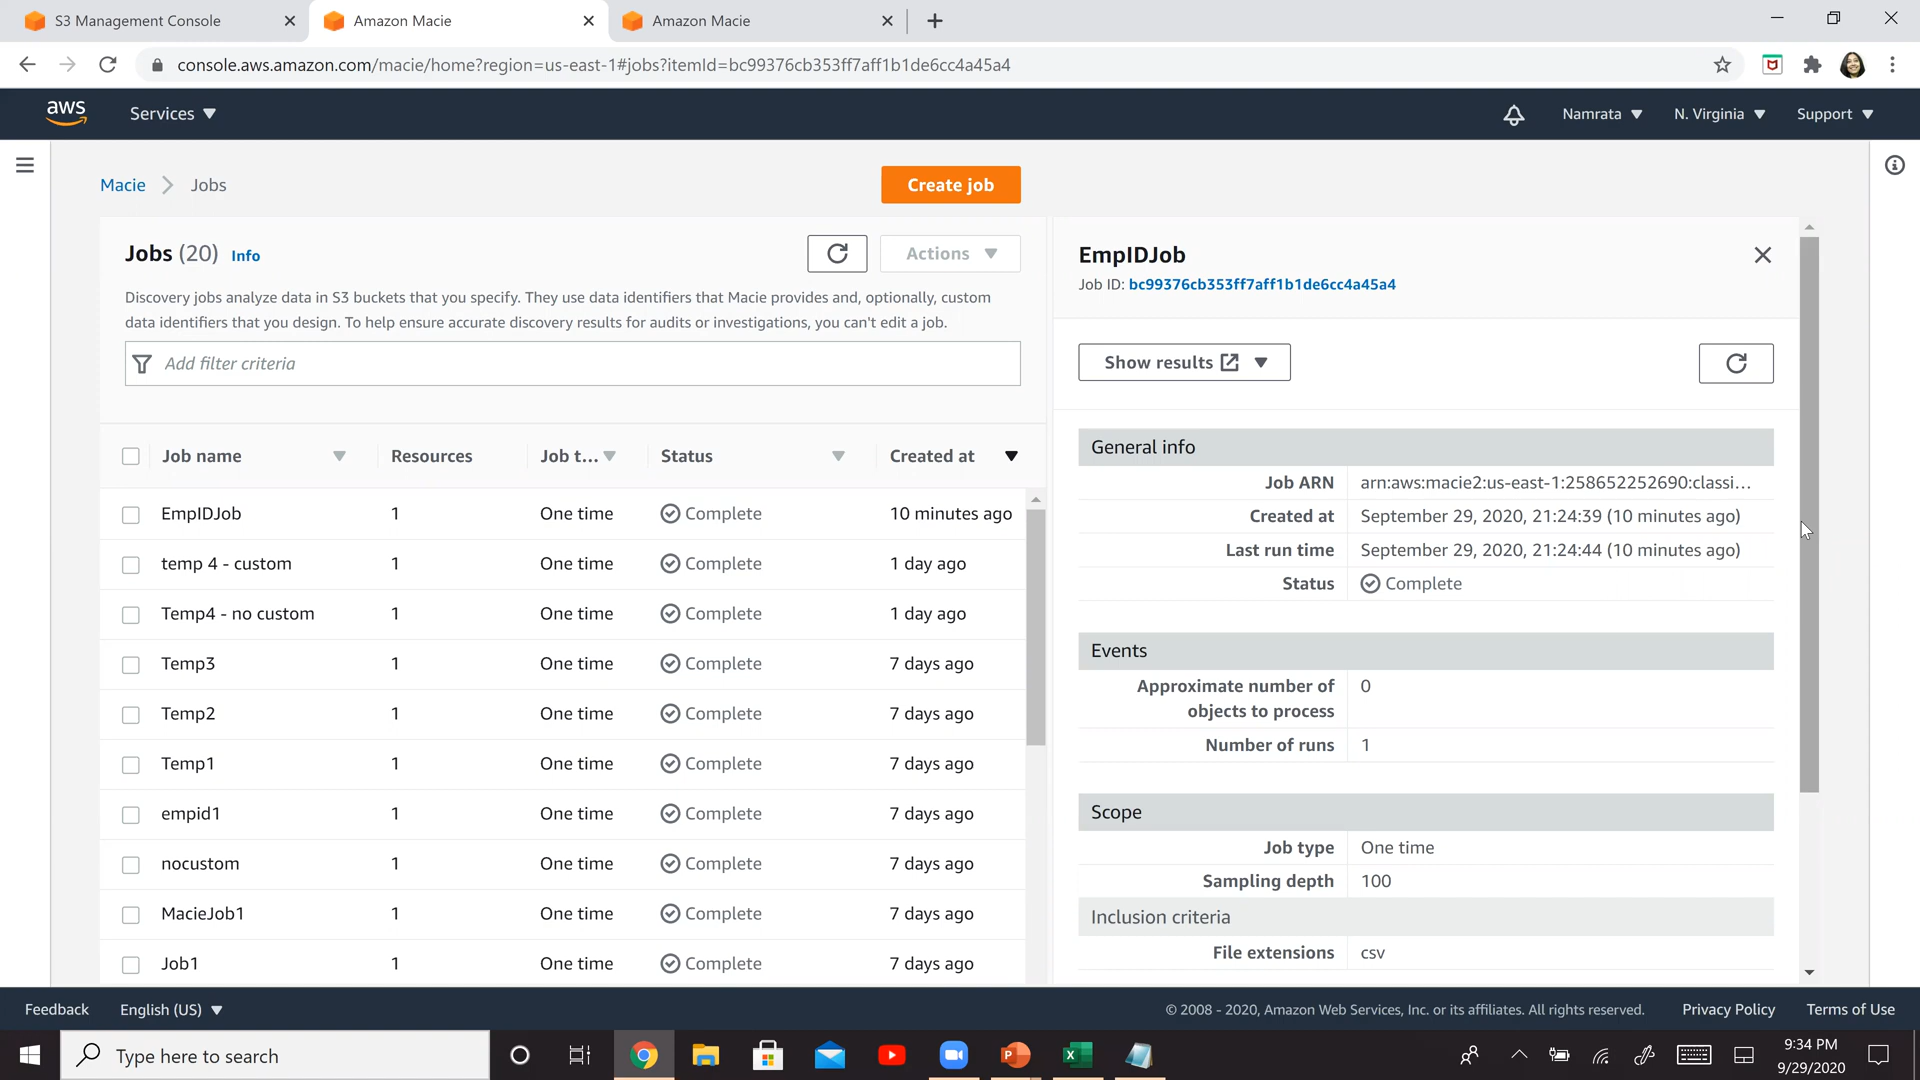 S3 Management Console
Amazon Macie
Amazon Macie
console.aws.amazon.com/macie/home?region=us-east-1#jobs?itemId=bc99376cb353ff7aff1b1de6cc4a45a4
aws
Services
Namrata
N. Virginia
Support
Macie
Jobs
Create job
Jobs (20) Info
Actions
Discovery jobs analyze data in S3 buckets that you specify. They use data identifiers that Macie provides and, optionally, custom
data identifiers that you design. To help ensure accurate discovery results for audits or investigations, you can't edit a job.
Add filter criteria
Job name Resources Job t... Status Created at
EmpIDJob 1 One time Complete 10 minutes ago
temp 4 - custom 1 One time Complete 1 day ago
Temp4 - no custom 1 One time Complete 1 day ago
Temp3 1 One time Complete 7 days ago
Temp2 1 One time Complete 7 days ago
Temp1 1 One time Complete 7 days ago
empid1 1 One time Complete 7 days ago
nocustom 1 One time Complete 7 days ago
MacieJob1 1 One time Complete 7 days ago
Job1 1 One time Complete 7 days ago
EmpIDJob
Job ID: bc99376cb353ff7aff1b1de6cc4a45a4
Show results
General info
Job ARN arn:aws:macie2:us-east-1:258652252690:classi...
Created at September 29, 2020, 21:24:39 (10 minutes ago)
Last run time September 29, 2020, 21:24:44 (10 minutes ago)
Status Complete
Events
Approximate number of 0
objects to process
Number of runs 1
Scope
Job type One time
Sampling depth 100
Inclusion criteria
File extensions csv
Feedback
English (US)
© 2008 - 2020, Amazon Web Services, Inc. or its affiliates. All rights reserved.
Privacy Policy
Terms of Use
Type here to search
9:34 PM
9/29/2020